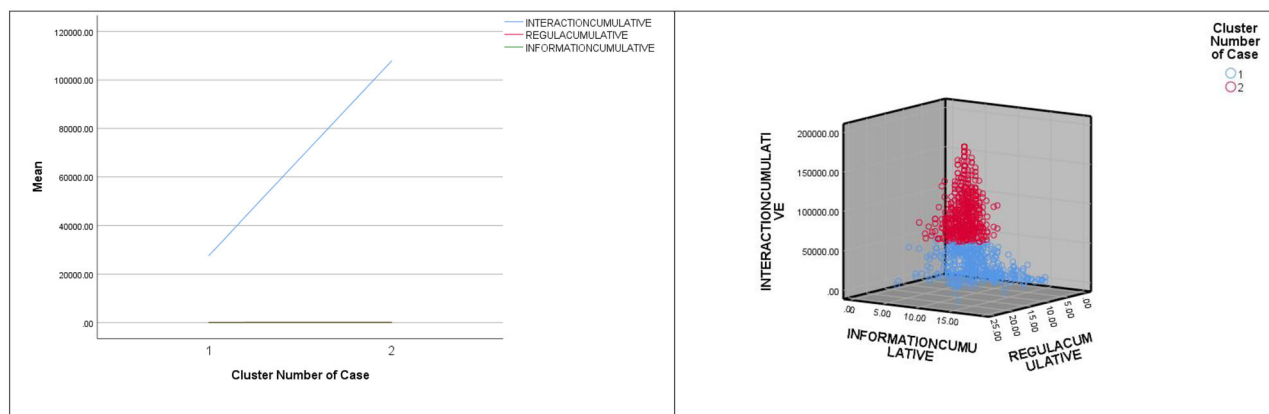 INTERACTIONCUMULATIVE
REGULACUMULATIVE
INFORMATIONCUMULATIVE
120000.00
100000.00
80000.00
60000.00
40000.00
20000.00
.00
Mean
1
2
Cluster Number of Case
Cluster
Number
of Case
1
2
200000.00
150000.00
100000.00
50000.00
.00
INTERACTIONCUMULATI
VE
.00
5.00
10.00
15.00
INFORMATIONCUMU
LATIVE
25.00
20.00
15.00
10.00
5.00
.00
REGULACUM
ULATIVE